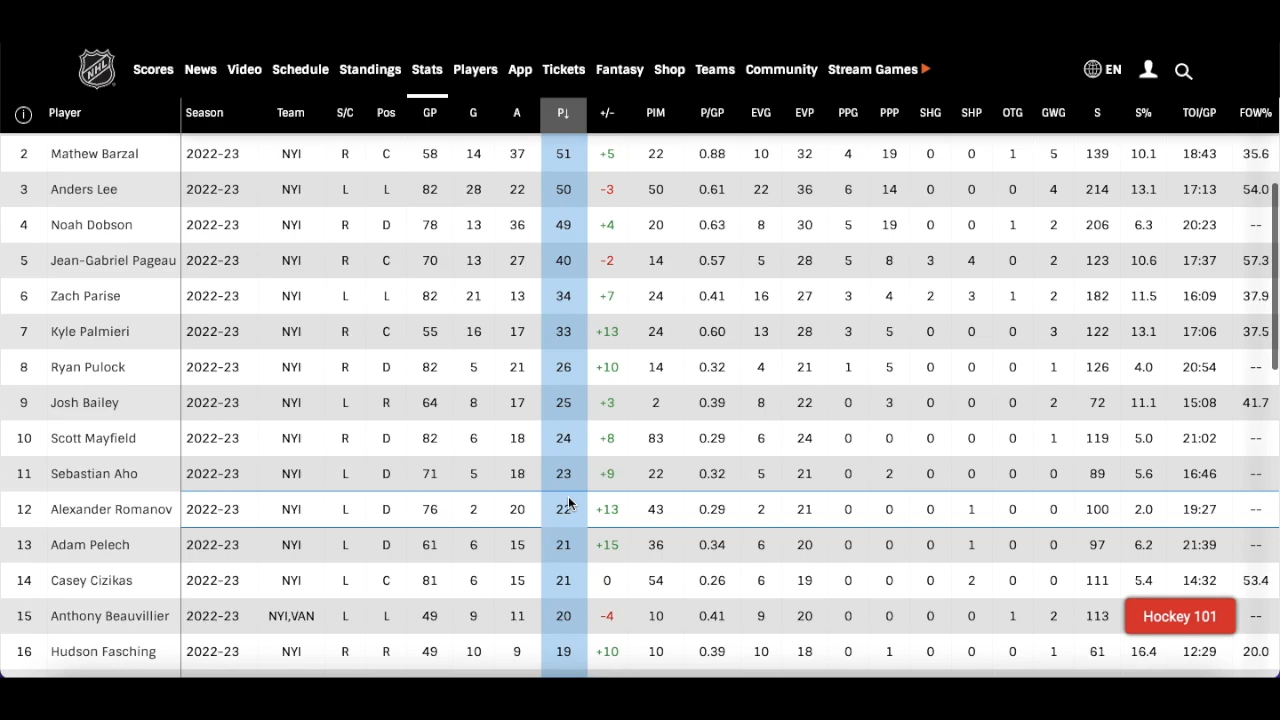 NHL Scores News Video Schedule Standings Stats Players App Tickets Fantasy Shop Teams Community Stream Games EN
i Player Season Team S/C Pos GP G A P↓ +/- PIM P/GP EVG EVP PPG PPP SHG SHP OTG GWG S S% TOI/GP FOW%
2 Mathew Barzal 2022-23 NYI R C 58 14 37 51 +5 22 0.88 10 32 4 19 0 0 1 5 139 10.1 18:43 35.6
3 Anders Lee 2022-23 NYI L L 82 28 22 50 -3 50 0.61 22 36 6 14 0 0 0 4 214 13.1 17:13 54.0
4 Noah Dobson 2022-23 NYI R D 78 13 36 49 +4 20 0.63 8 30 5 19 0 0 1 2 206 6.3 20:23 --
5 Jean-Gabriel Pageau 2022-23 NYI R C 70 13 27 40 -2 14 0.57 5 28 5 8 3 4 0 2 123 10.6 17:37 57.3
6 Zach Parise 2022-23 NYI L L 82 21 13 34 +7 24 0.41 16 27 3 4 2 3 1 2 182 11.5 16:09 37.9
7 Kyle Palmieri 2022-23 NYI R C 55 16 17 33 +13 24 0.60 13 28 3 5 0 0 0 3 122 13.1 17:06 37.5
8 Ryan Pulock 2022-23 NYI R D 82 5 21 26 +10 14 0.32 4 21 1 5 0 0 0 1 126 4.0 20:54 --
9 Josh Bailey 2022-23 NYI L R 64 8 17 25 +3 2 0.39 8 22 0 3 0 0 0 2 72 11.1 15:08 41.7
10 Scott Mayfield 2022-23 NYI R D 82 6 18 24 +8 83 0.29 6 24 0 0 0 0 0 1 119 5.0 21:02 --
11 Sebastian Aho 2022-23 NYI L D 71 5 18 23 +9 22 0.32 5 21 0 2 0 0 0 0 89 5.6 16:46 --
12 Alexander Romanov 2022-23 NYI L D 76 2 20 22 +13 43 0.29 2 21 0 0 0 1 0 0 100 2.0 19:27 --
13 Adam Pelech 2022-23 NYI L D 61 6 15 21 +15 36 0.34 6 20 0 0 0 1 0 0 97 6.2 21:39 --
14 Casey Cizikas 2022-23 NYI L C 81 6 15 21 0 54 0.26 6 19 0 0 0 2 0 0 111 5.4 14:32 53.4
15 Anthony Beauvillier 2022-23 NYI,VAN L L 49 9 11 20 -4 10 0.41 9 20 0 0 0 0 1 2 113 Hockey 101 --
16 Hudson Fasching 2022-23 NYI R R 49 10 9 19 +10 10 0.39 10 18 0 1 0 0 0 1 61 16.4 12:29 20.0